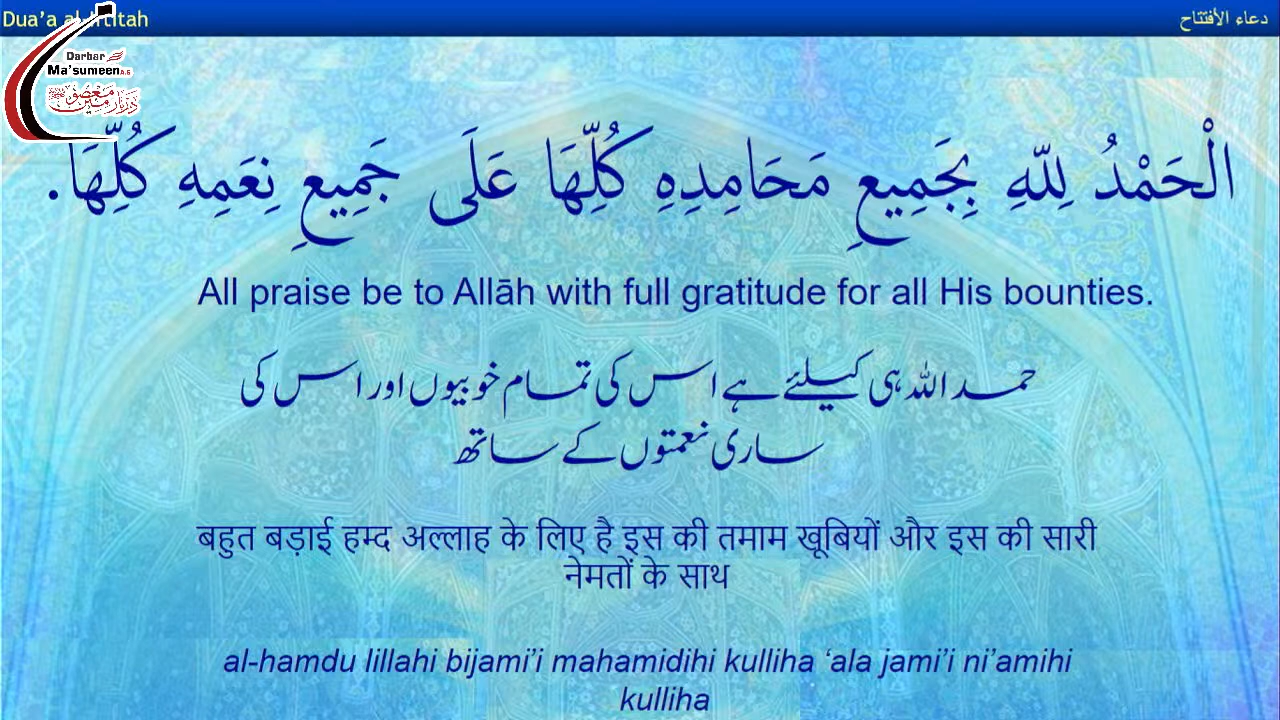 Dua'a al-Iftitah
دعاء الأفتتاح
Darbar
Ma'sumeen A.S
الْحَمْدُ لِلّهِ بِجَمِيعِ مَحَامِدِهِ كُلِّهَا عَلَى جَمِيعِ نِعَمِهِ كُلِّهَا.
All praise be to Allāh with full gratitude for all His bounties.
حمد اللہ ہی کیلئے ہے اس کی تمام خوبیوں اور اس کی
ساری نعمتوں کے ساتھ
बहुत बड़ाई हम्द अल्लाह के लिए है इस की तमाम खूबियों और इस की सारी
नेमतों के साथ
al-hamdu lillahi bijami'i mahamidihi kulliha ‘ala jami'i ni'amihi
kulliha